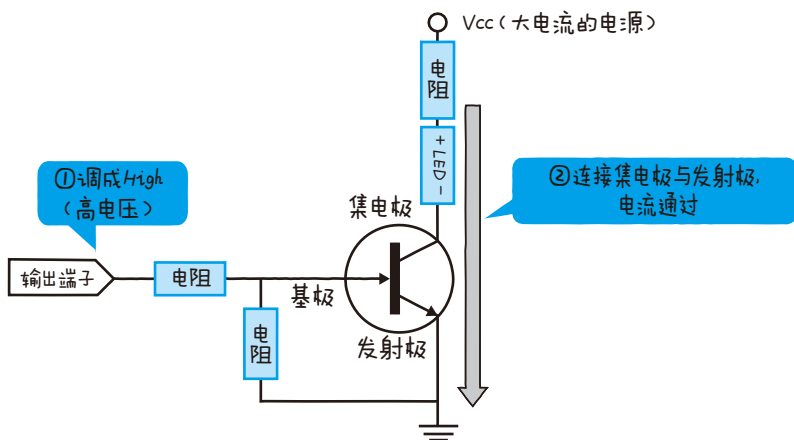 Vcc(大电流的电源)
电
阻
+LED-
①调成High
(高电压)
②连接集电极与发射极,
电流通过
集电极
输出端子
电阻
基极
电
阻
发射极